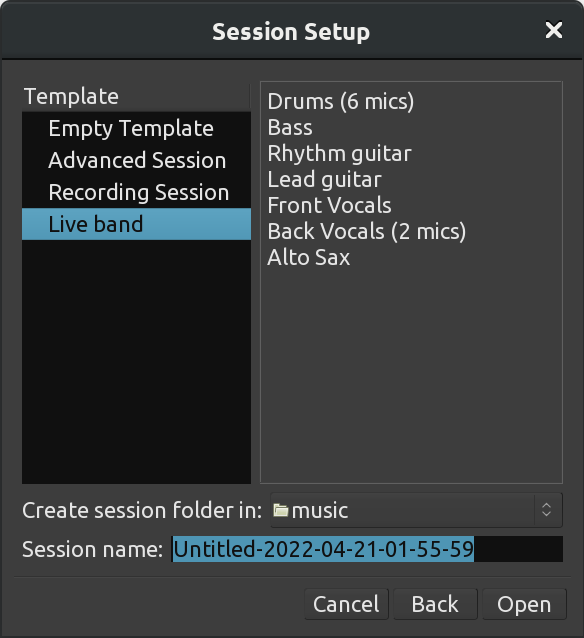 Session Setup
Template
Empty Template
Advanced Session
Recording Session
Live band
Drums (6 mics)
Bass
Rhythm guitar
Lead guitar
Front Vocals
Back Vocals (2 mics)
Alto Sax
Create session folder in: music
Session name: Untitled-2022-04-21-01-55-59
Cancel Back Open